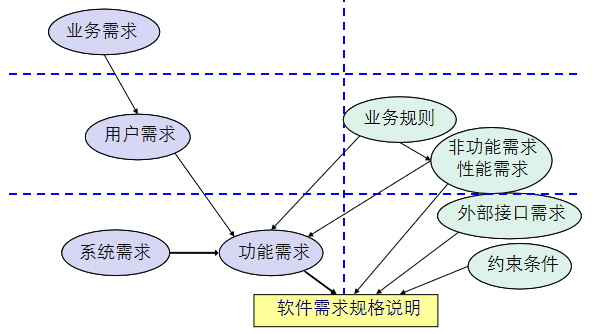 业务需求
用户需求
业务规则
非功能需求
性能需求
外部接口需求
系统需求
功能需求
约束条件
软件需求规格说明